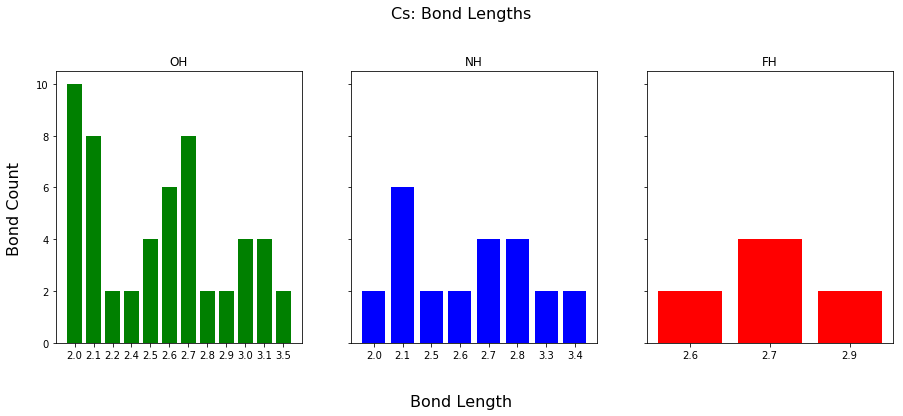 Cs: Bond Lengths
OH
NH
FH
Bond Count
10
8
6
4
2
0
2.0 2.1 2.2 2.4 2.5 2.6 2.7 2.8 2.9 3.0 3.1 3.5
2.0 2.1 2.5 2.6 2.7 2.8 3.3 3.4
2.6 2.7 2.9
Bond Length